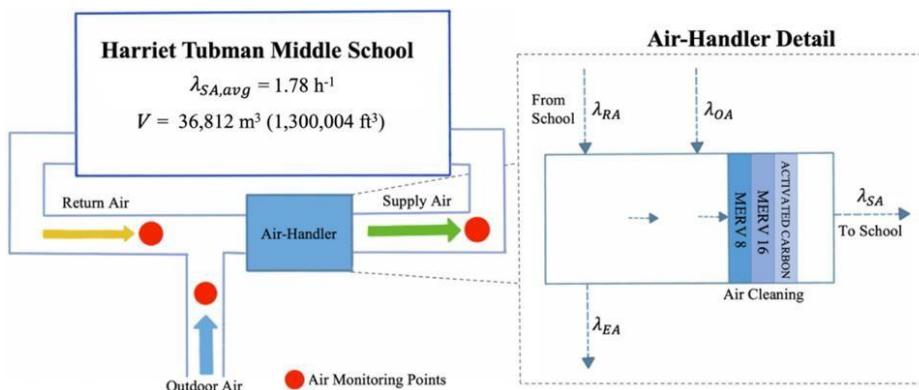 Harriet Tubman Middle School
λSA,avg = 1.78 h-1
V = 36,812 m3 (1,300,004 ft3)
Return Air
Supply Air
Air-Handler
Outdoor Air
Air Monitoring Points
Air-Handler Detail
From
School
λRA
λOA
MERV 8
MERV 16
ACTIVATED CARBON
λSA
To School
Air Cleaning
λEA